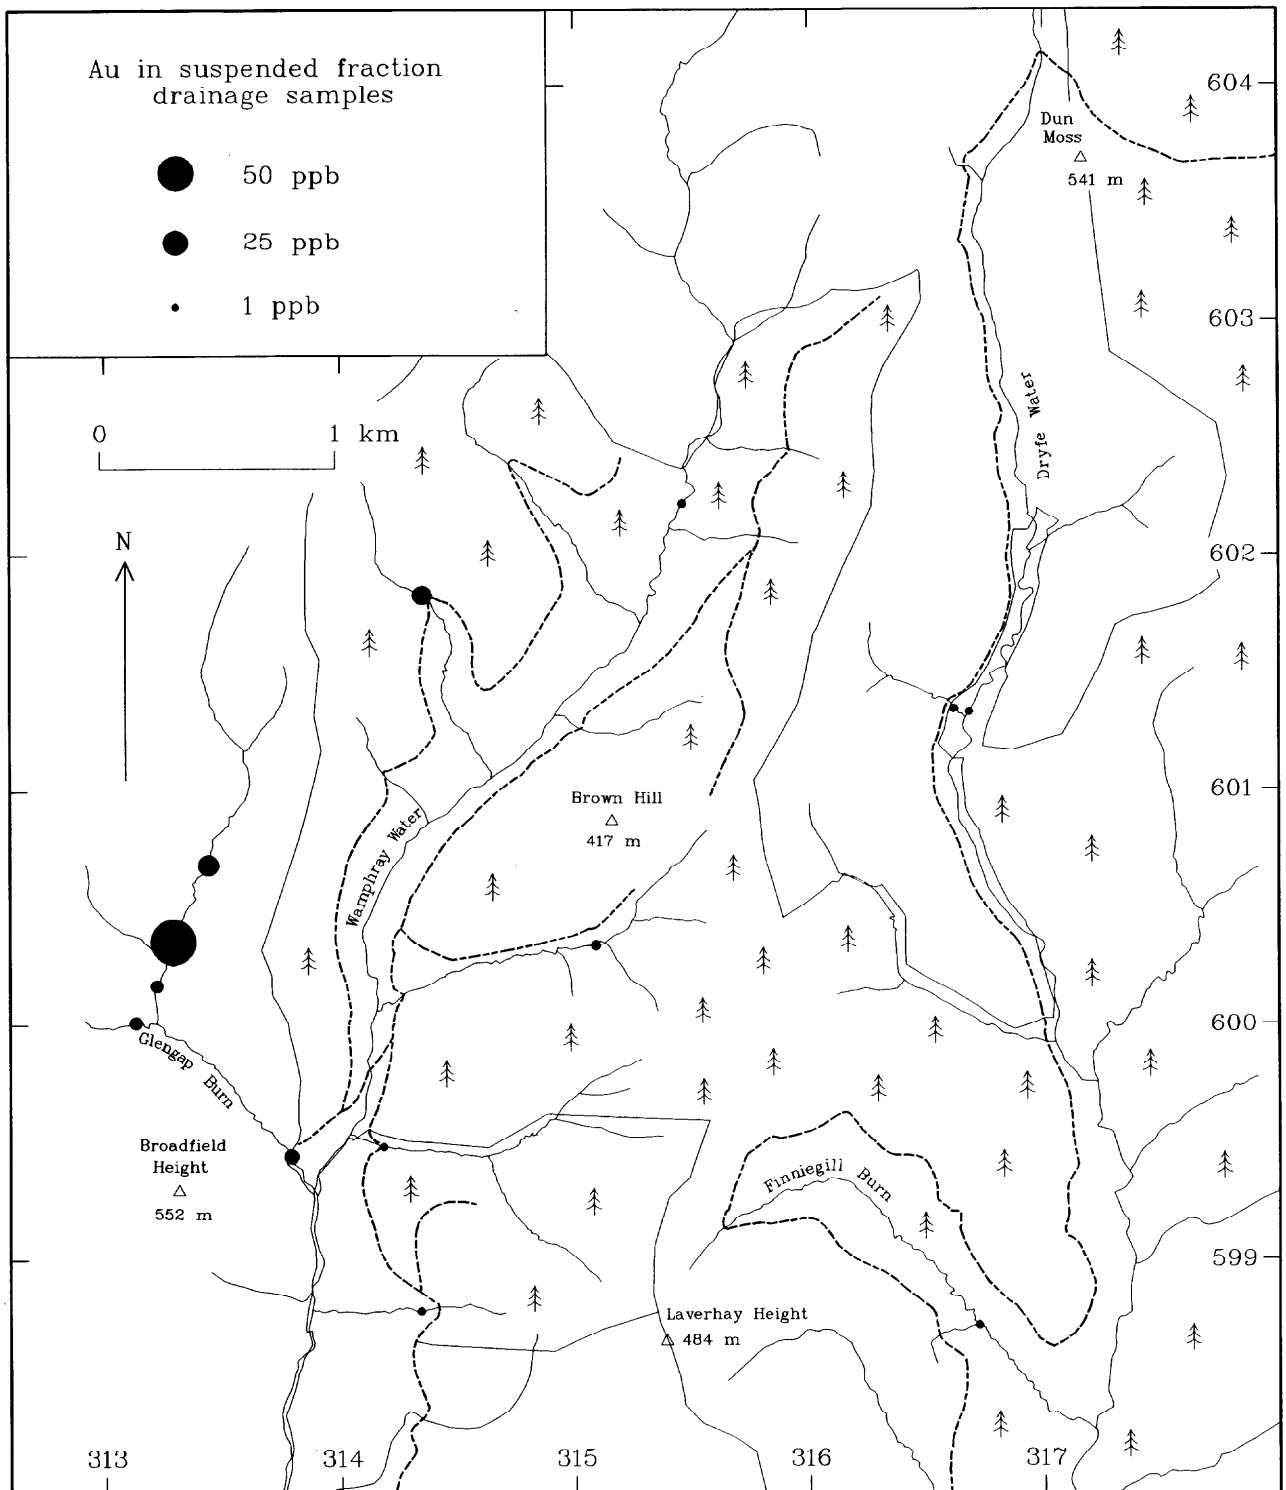 Au in suspended fraction
drainage samples
50 ppb
25 ppb
1 ppb
0 1 km
N
Dun
Moss
541 m
604
603
602
601
600
599
Dryfe Water
Brown Hill
417 m
Wamphray Water
Glengap Burn
Broadfield
Height
552 m
Finniegill Burn
Laverhay Height
484 m
313 314 315 316 317